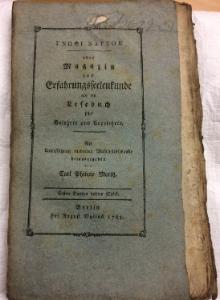 ΓΝΩΘΙ ΣΑΥΤΟΝ
oder
Magazin
zur
Erfahrungsseelenkunde
als ein
Lesebuch
für
Gelehrte und Ungelehrte.
Mit
Unterstützung mehrerer Wahrheitsfreunde
herausgegeben
von
Carl Philipp Moritz.
Ersten Bandes Stück.
Berlin
bei August Mylius 1783.